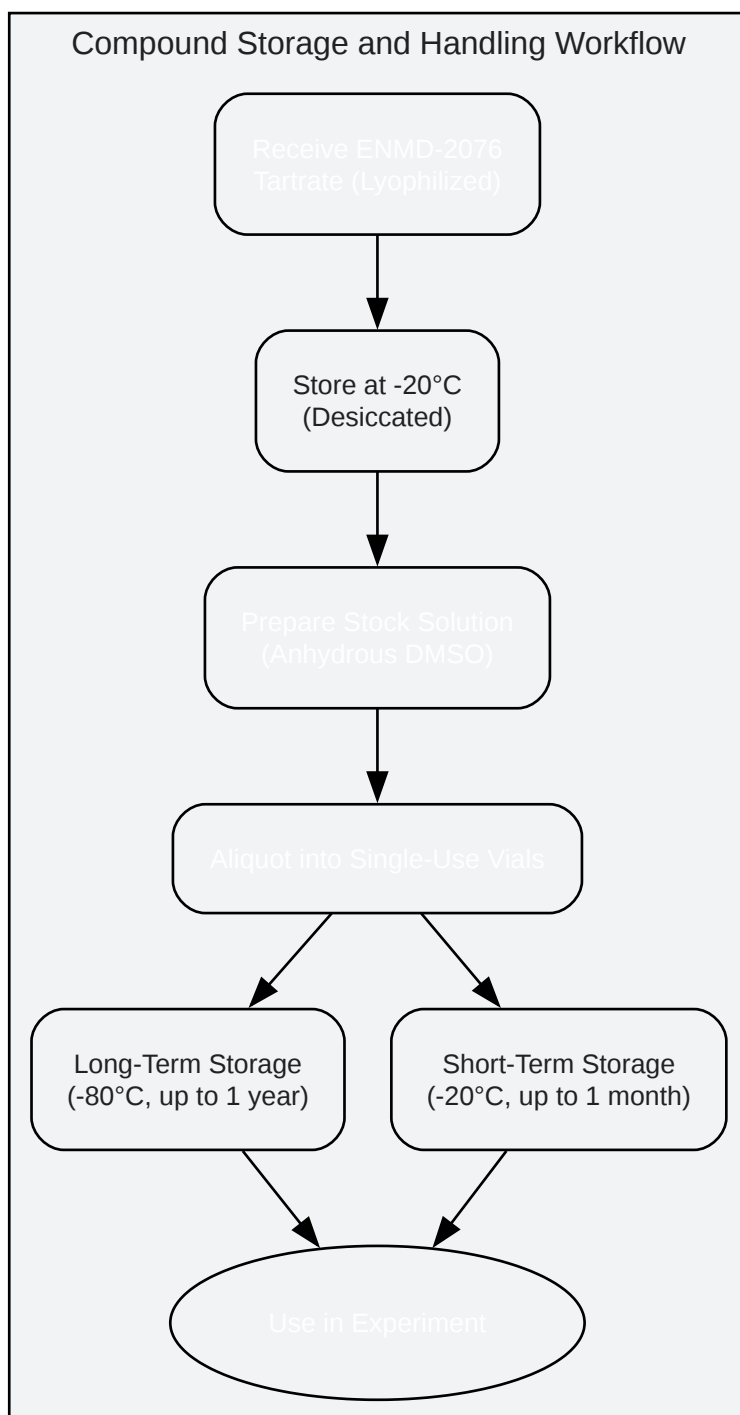 Compound Storage and Handling Workflow
Receive ENMD-2076
Tartrate (Lyophilized)
Store at -20°C
(Desiccated)
Prepare Stock Solution
(Anhydrous DMSO)
Aliquot into Single-Use Vials
Long-Term Storage
(-80°C, up to 1 year)
Short-Term Storage
(-20°C, up to 1 month)
Use in Experiment